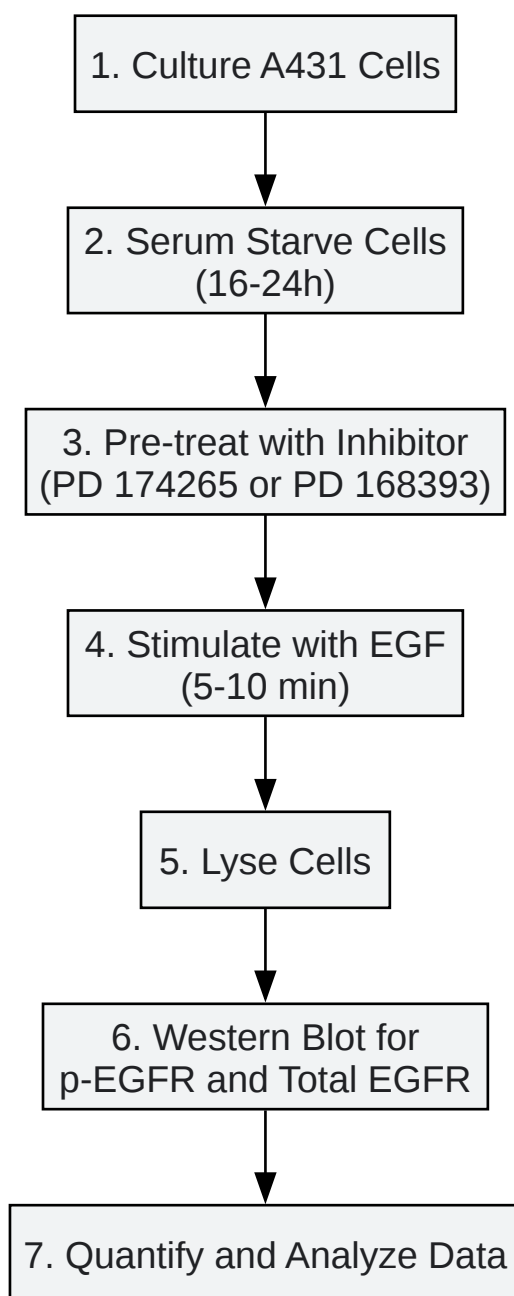 1. Culture A431 Cells
2. Serum Starve Cells
(16-24h)
3. Pre-treat with Inhibitor
(PD 174265 or PD 168393)
4. Stimulate with EGF
(5-10 min)
5. Lyse Cells
6. Western Blot for
p-EGFR and Total EGFR
7. Quantify and Analyze Data